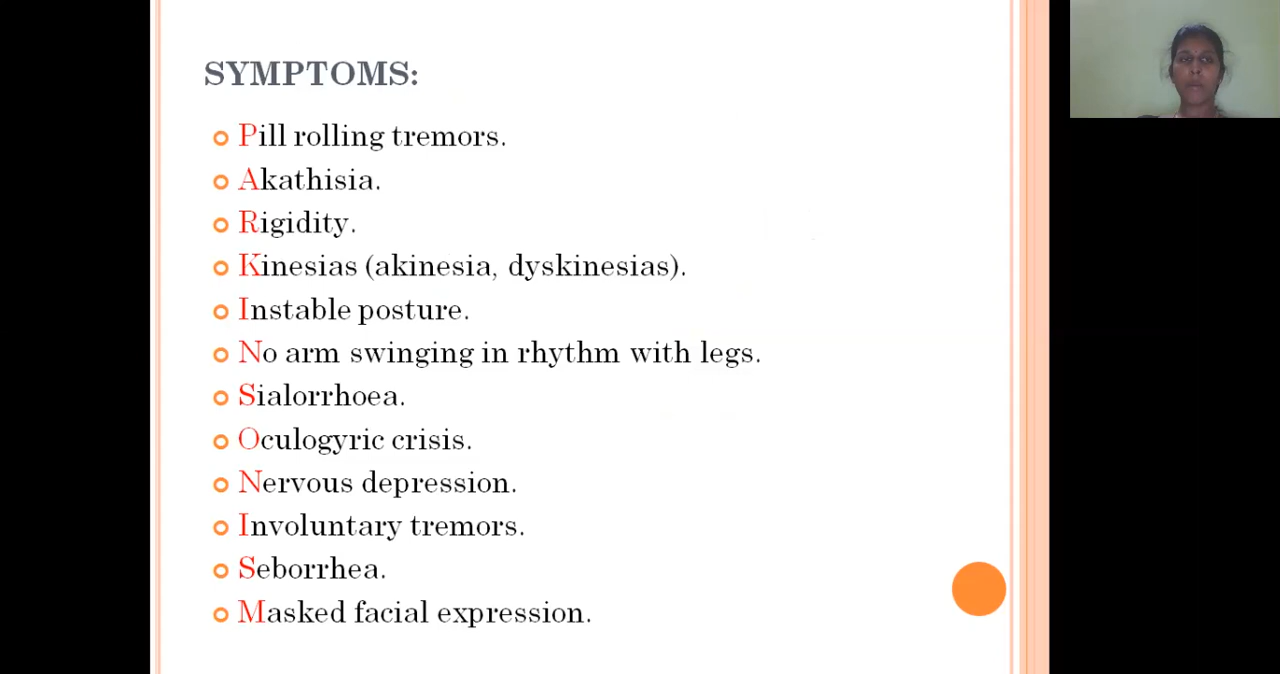 SYMPTOMS:
Pill rolling tremors.
Akathisia.
Rigidity.
Kinesias (akinesia, dyskinesias).
Instable posture.
No arm swinging in rhythm with legs.
Sialorrhoea.
Oculogyric crisis.
Nervous depression.
Involuntary tremors.
Seborrhea.
Masked facial expression.